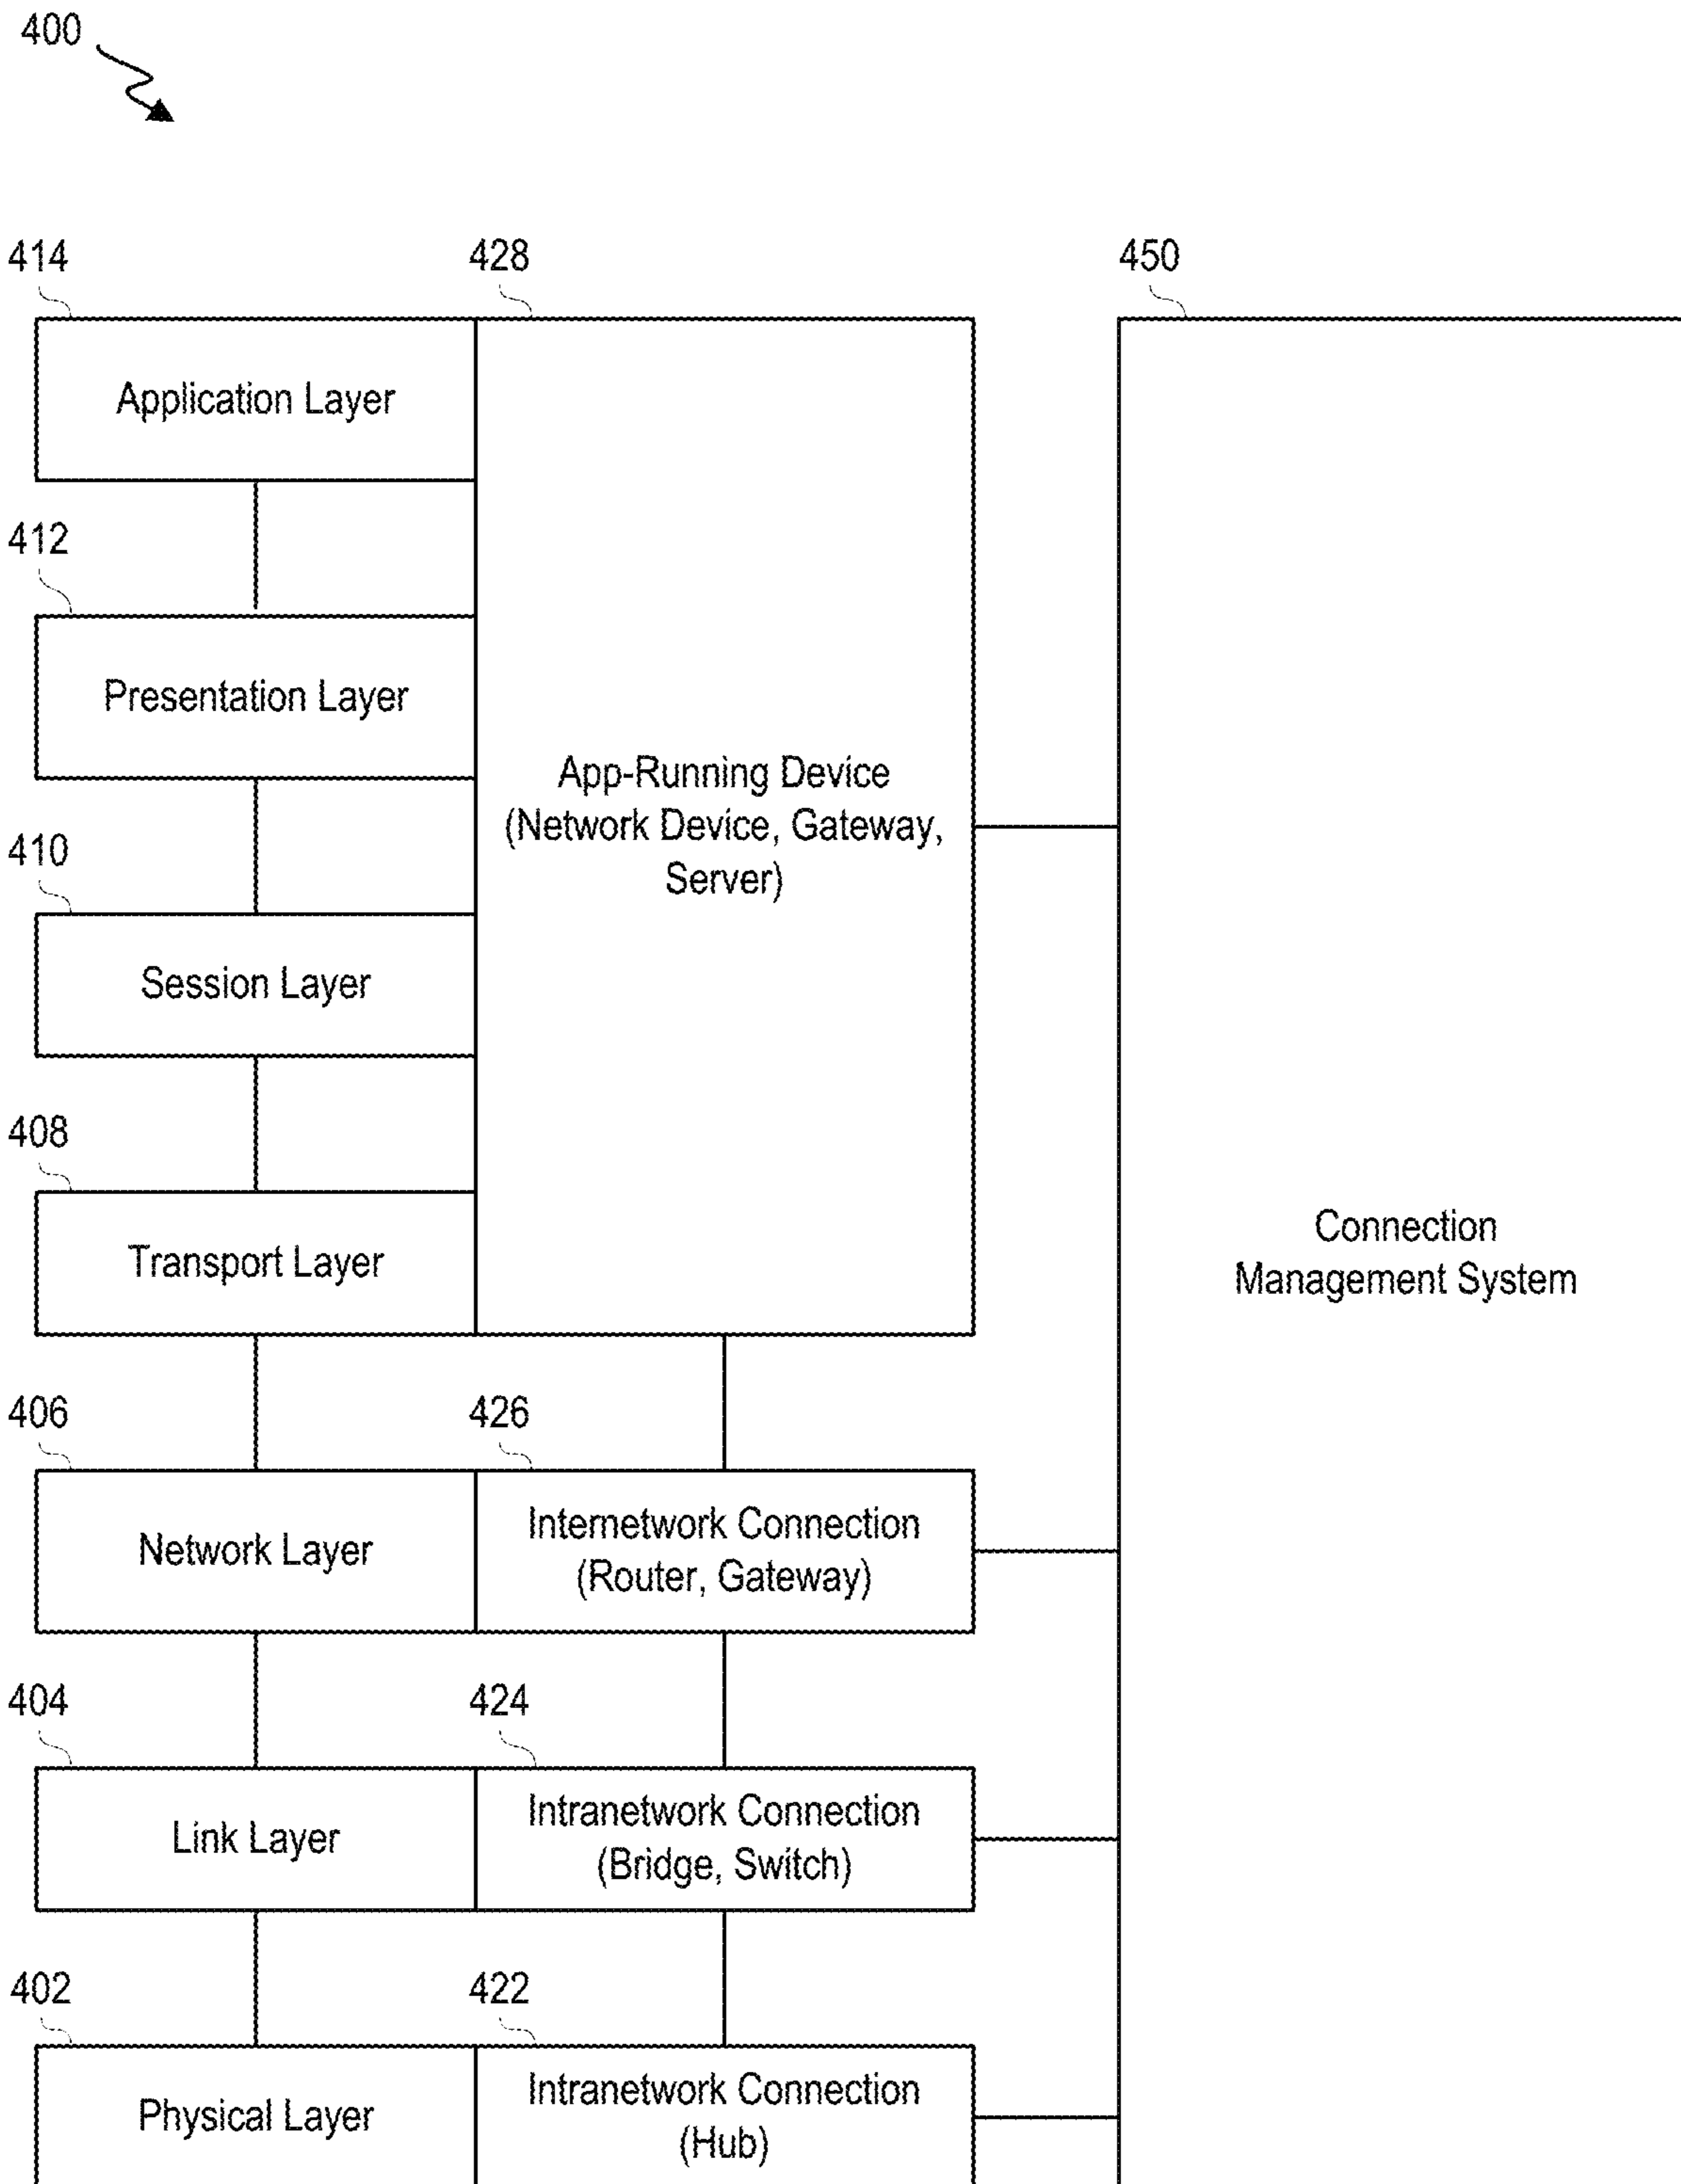 400
414
428
450
Application Layer
412
Presentation Layer
App-Running Device
(Network Device, Gateway,
Server)
410
Session Layer
408
Transport Layer
Connection
Management System
406
426
Network Layer
Internetwork Connection
(Router, Gateway)
404
424
Link Layer
Intranetwork Connection
(Bridge, Switch)
402
422
Physical Layer
Intranetwork Connection
(Hub)